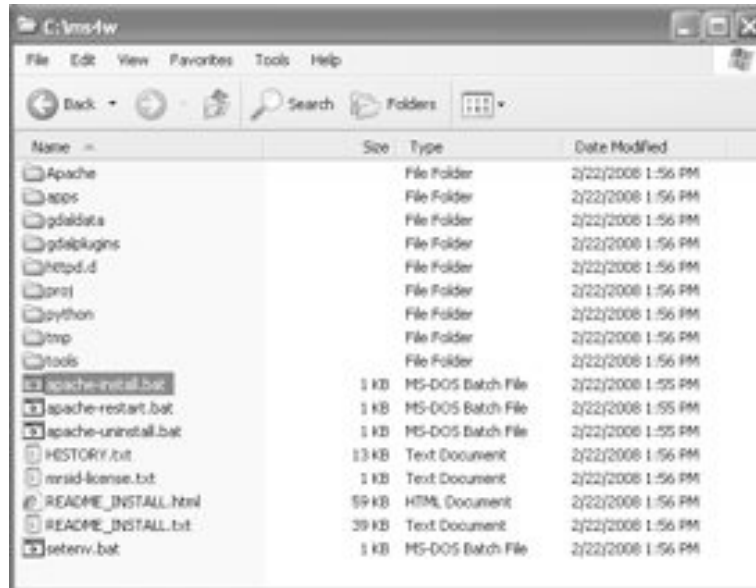 C:\ms4w
File Edit View Favorites Tools Help
Back Search Folders
Name Size Type Date Modified
Apache File Folder 2/22/2008 1:56 PM
apps File Folder 2/22/2008 1:56 PM
gdaldata File Folder 2/22/2008 1:56 PM
gdalplugins File Folder 2/22/2008 1:56 PM
httpd.d File Folder 2/22/2008 1:56 PM
proj File Folder 2/22/2008 1:56 PM
python File Folder 2/22/2008 1:56 PM
tmp File Folder 2/22/2008 1:56 PM
tools File Folder 2/22/2008 1:56 PM
apache-install.bat 1 KB MS-DOS Batch File 2/22/2008 1:55 PM
apache-restart.bat 1 KB MS-DOS Batch File 2/22/2008 1:55 PM
apache-uninstall.bat 1 KB MS-DOS Batch File 2/22/2008 1:55 PM
HISTORY.txt 13 KB Text Document 2/22/2008 1:56 PM
mrsid-license.txt 1 KB Text Document 2/22/2008 1:56 PM
README_INSTALL.html 59 KB HTML Document 2/22/2008 1:56 PM
README_INSTALL.txt 39 KB Text Document 2/22/2008 1:56 PM
setenv.bat 1 KB MS-DOS Batch File 2/22/2008 1:56 PM